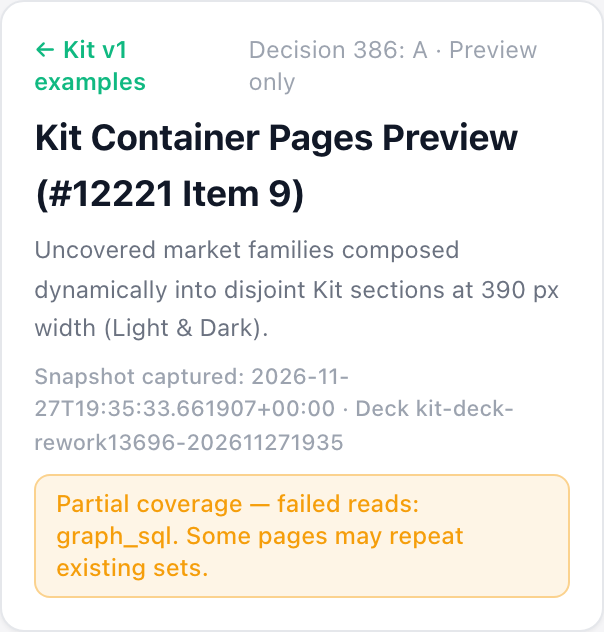 ← Kit v1
examples
Decision 386: A · Preview
only
Kit Container Pages Preview
(#12221 Item 9)
Uncovered market families composed
dynamically into disjoint Kit sections at 390 px
width (Light & Dark).
Snapshot captured: 2026-11-
27T19:35:33.661907+00:00 · Deck kit-deck-
rework13696-202611271935
Partial coverage — failed reads:
graph_sql. Some pages may repeat
existing sets.